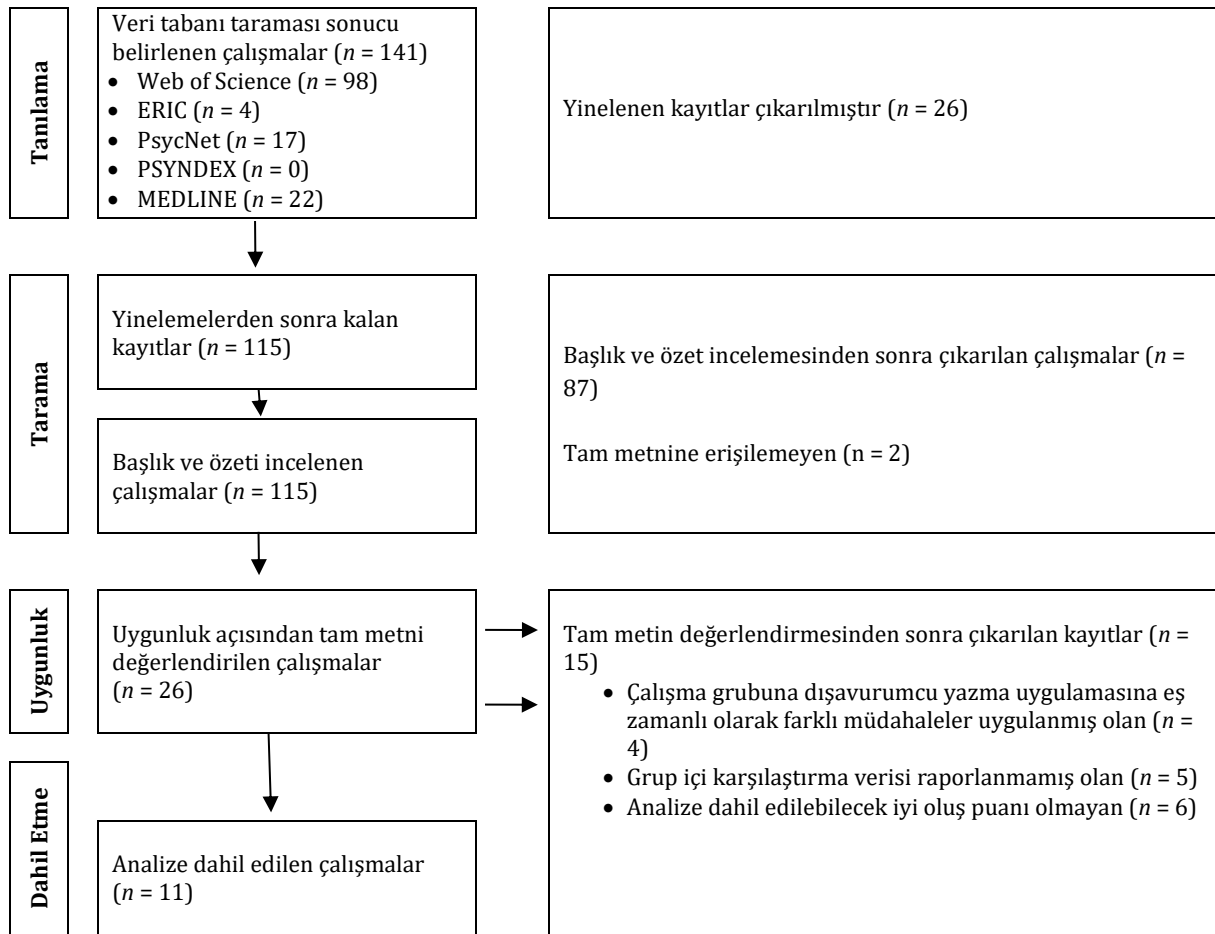 Tanılama
Veri tabanı taraması sonucu
belirlenen çalışmalar (n = 141)
• Web of Science (n = 98)
• ERIC (n = 4)
• PsycNet (n = 17)
• PSYNDEX (n = 0)
• MEDLINE (n = 22)
Yinelenen kayıtlar çıkarılmıştır (n = 26)
Tarama
Yinelemelerden sonra kalan
kayıtlar (n = 115)
Başlık ve özeti incelenen
çalışmalar (n = 115)
Başlık ve özet incelemesinden sonra çıkarılan çalışmalar (n =
87)
Tam metnine erişilemeyen (n = 2)
Uygunluk
Uygunluk açısından tam metni
değerlendirilen çalışmalar
(n = 26)
Tam metin değerlendirmesinden sonra çıkarılan kayıtlar (n =
15)
• Çalışma grubuna dışavurumcu yazma uygulamasına eş
zamanlı olarak farklı müdahaleler uygulanmış olan (n =
4)
• Grup içi karşılaştırma verisi raporlanmamış olan (n = 5)
• Analize dahil edilebilecek iyi oluş puanı olmayan (n = 6)
Dahil Etme
Analize dahil edilen çalışmalar
(n = 11)